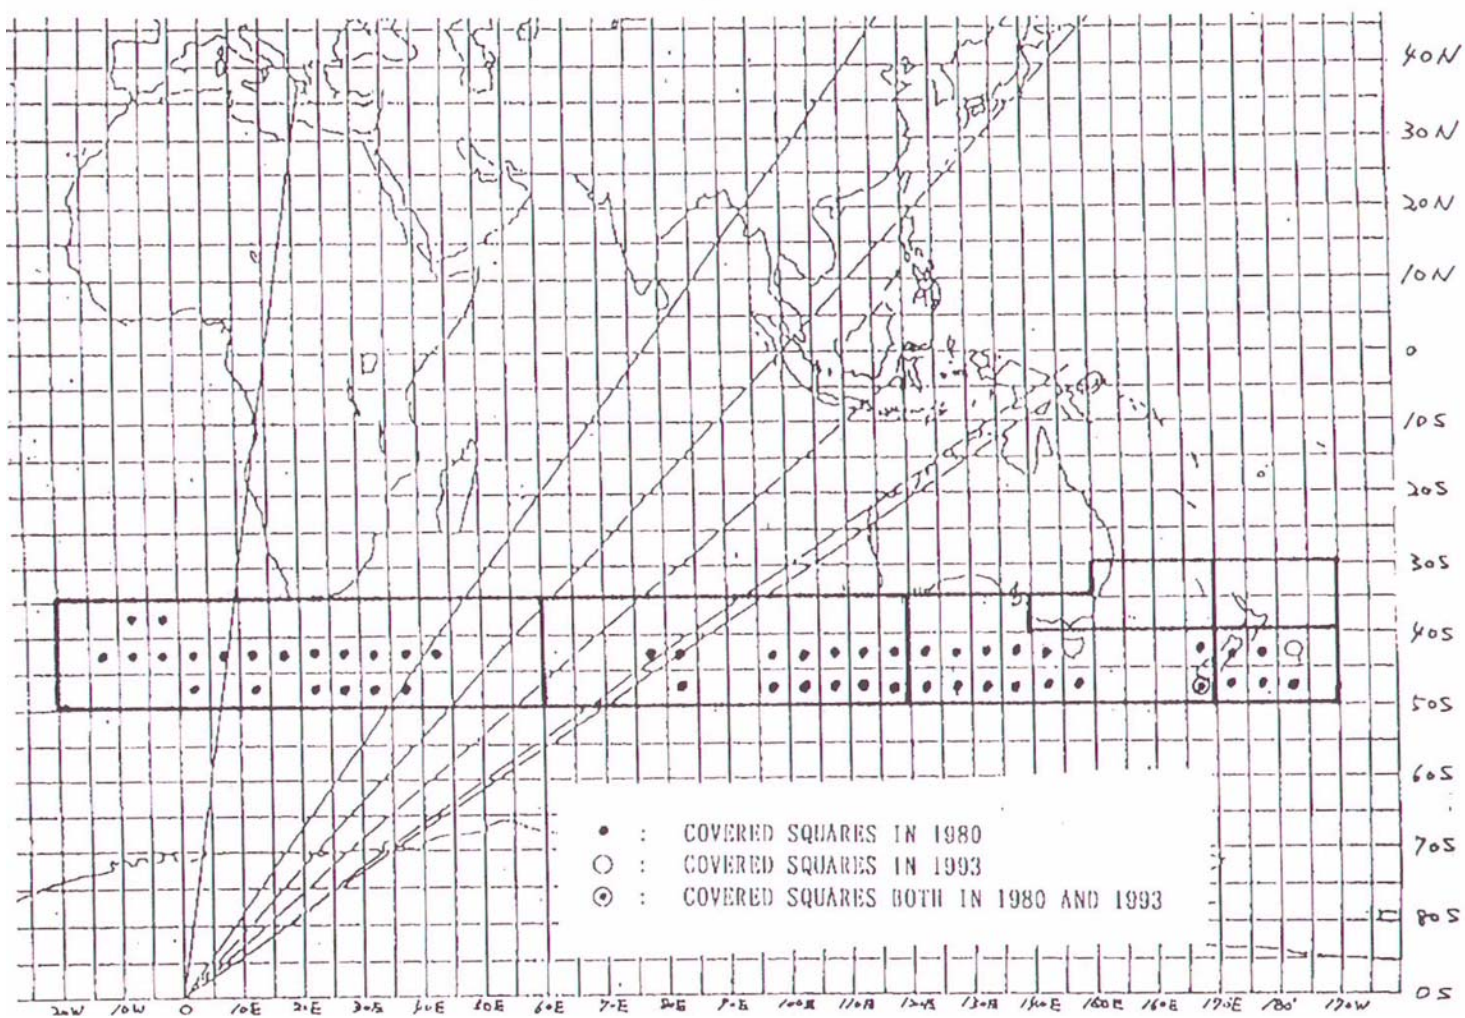 40N
30N
20N
10N
0
10S
20S
30S
40S
50S
60S
• : COVERED SQUARES IN 1980
70S
○ : COVERED SQUARES IN 1993
⊙ : COVERED SQUARES BOTH IN 1980 AND 1993
80S
0S
20W 10W 0 10E 20E 30E 40E 50E 60E 70E 80E 90E 100E 110E 120E 130E 140E 150E 160E 170E 180° 170W